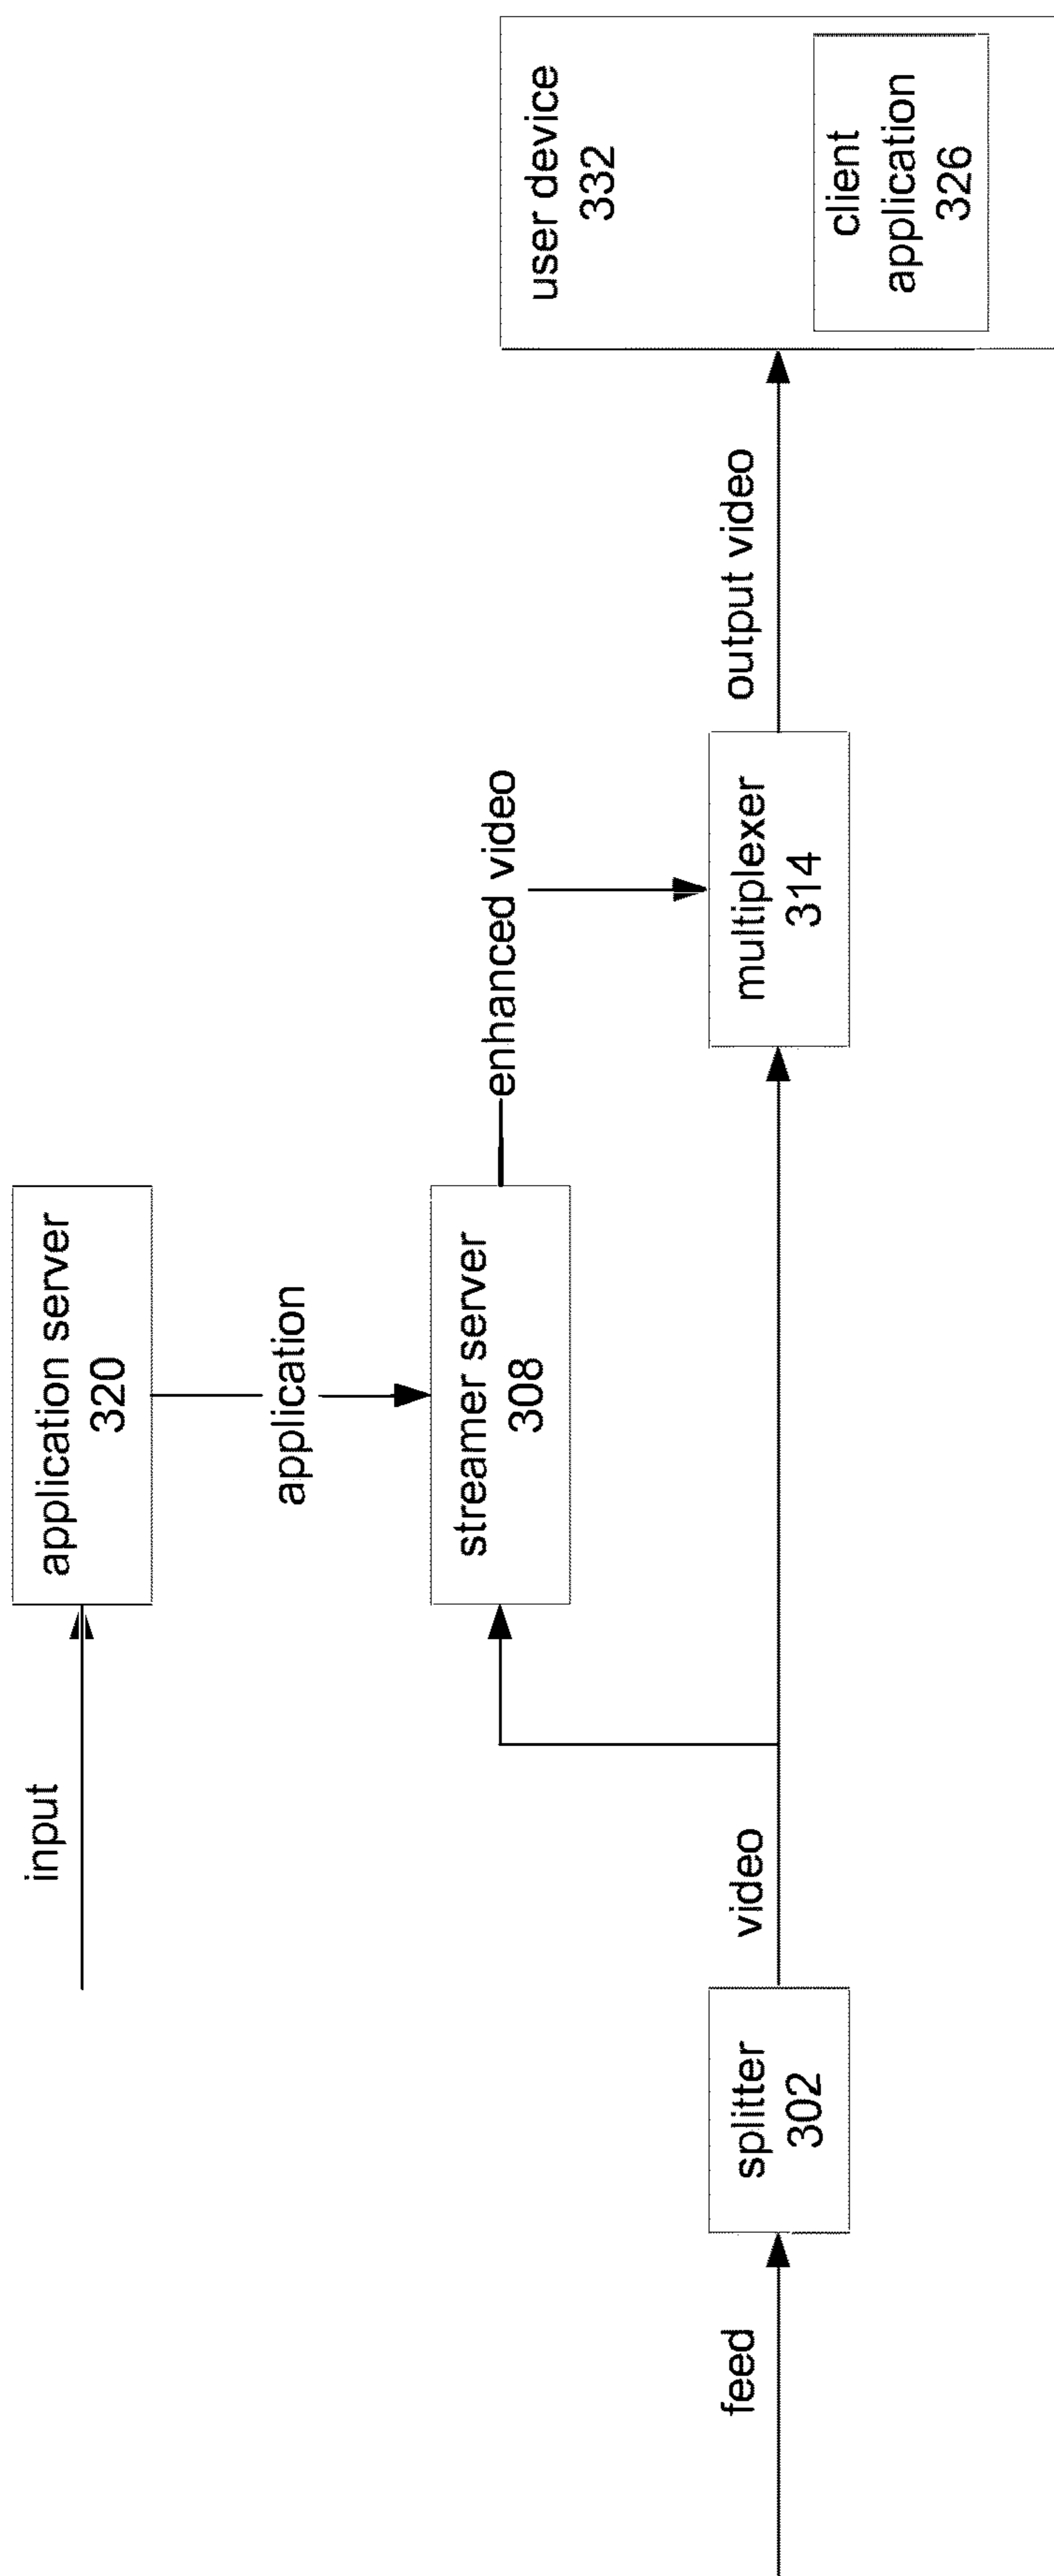 input
application server
320
application
streamer server
308
enhanced video
feed
splitter
302
video
multiplexer
314
output video
user device
332
client
application
326